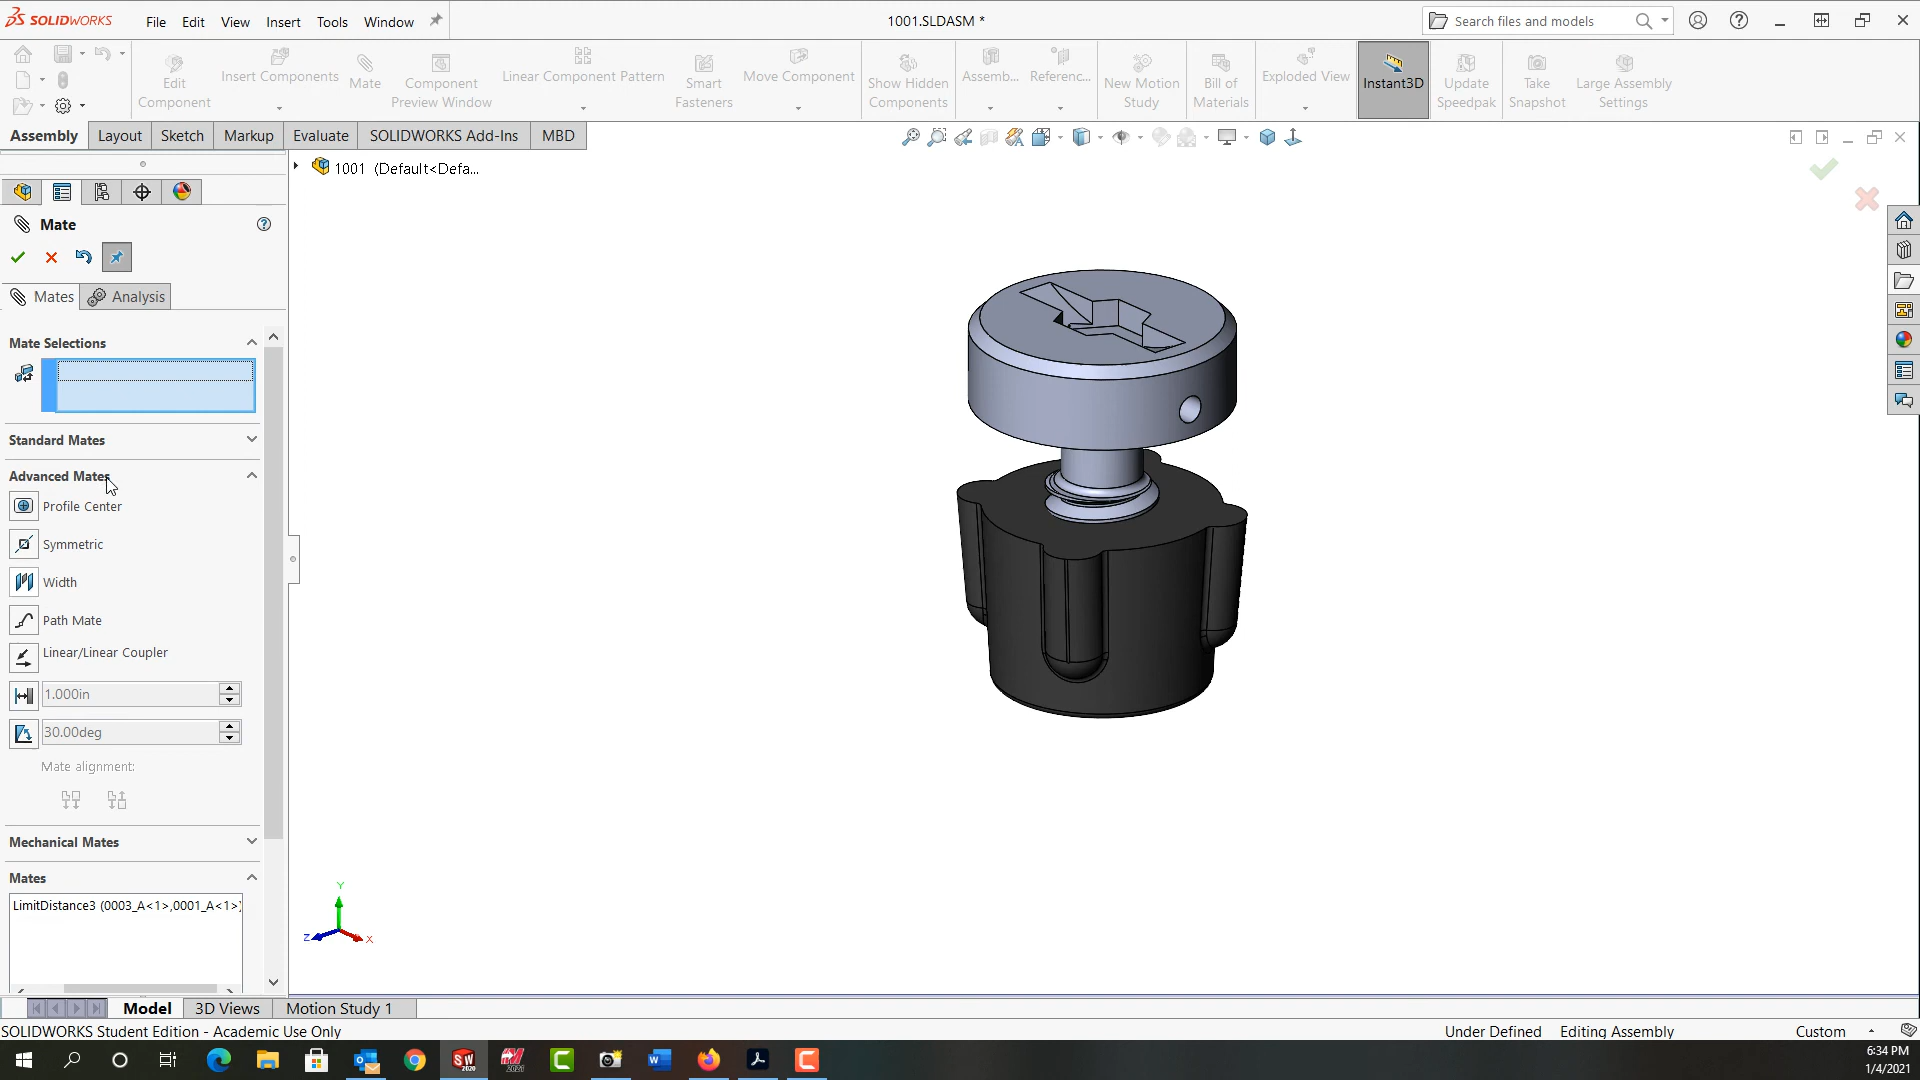 SOLIDWORKS File Edit View Insert Tools Window 1001.SLDASM * Search files and models
Edit Component
Insert Components
Mate
Component Preview Window
Linear Component Pattern
Smart Fasteners
Move Component
Show Hidden Components
Assemb...
Referenc...
New Motion Study
Bill of Materials
Exploded View
Instant3D
Update Speedpak
Take Snapshot
Large Assembly Settings
Assembly Layout Sketch Markup Evaluate SOLIDWORKS Add-Ins MBD
1001 (Default<Defa...
Mate
Mates Analysis
Mate Selections
Standard Mates
Advanced Mates
Profile Center
Symmetric
Width
Path Mate
Linear/Linear Coupler
1.000in
30.00deg
Mate alignment:
Mechanical Mates
Mates
LimitDistance3 (0003_A<1>,0001_A<1>)
Y
Z
X
Model 3D Views Motion Study 1
SOLIDWORKS Student Edition - Academic Use Only Under Defined Editing Assembly Custom
6:34 PM
1/4/2021